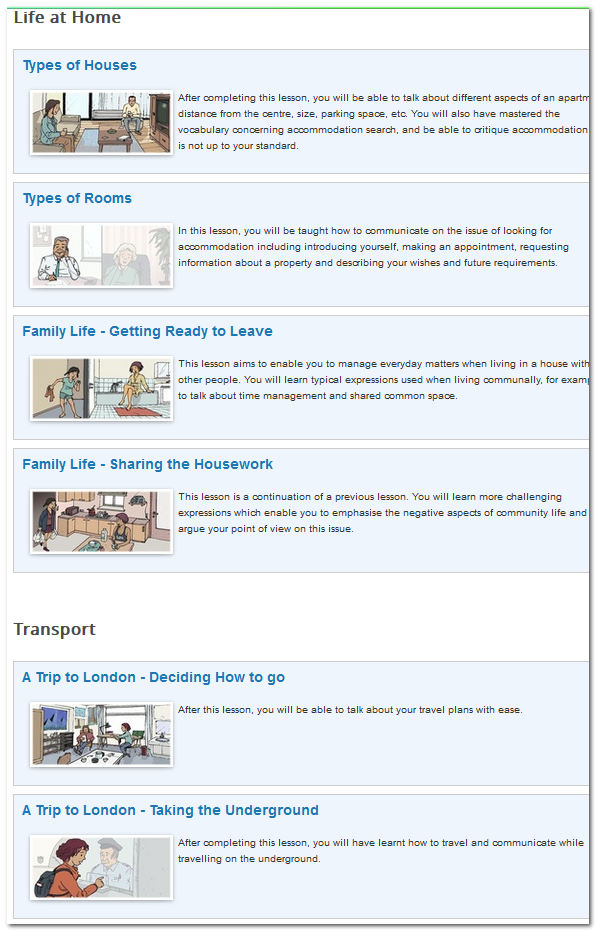 Life at Home
Types of Houses
After completing this lesson, you will be able to talk about different aspects of an apartm
distance from the centre, size, parking space, etc. You will also have mastered the
vocabulary concerning accommodation search, and be able to critique accommodation
is not up to your standard.
Types of Rooms
In this lesson, you will be taught how to communicate on the issue of looking for
accommodation including introducing yourself, making an appointment, requesting
information about a property and describing your wishes and future requirements.
Family Life - Getting Ready to Leave
This lesson aims to enable you to manage everyday matters when living in a house with
other people. You will learn typical expressions used when living communally, for examp
to talk about time management and shared common space.
Family Life - Sharing the Housework
This lesson is a continuation of a previous lesson. You will learn more challenging
expressions which enable you to emphasise the negative aspects of community life and
argue your point of view on this issue.
Transport
A Trip to London - Deciding How to go
After this lesson, you will be able to talk about your travel plans with ease.
A Trip to London - Taking the Underground
After completing this lesson, you will have learnt how to travel and communicate while
travelling on the underground.